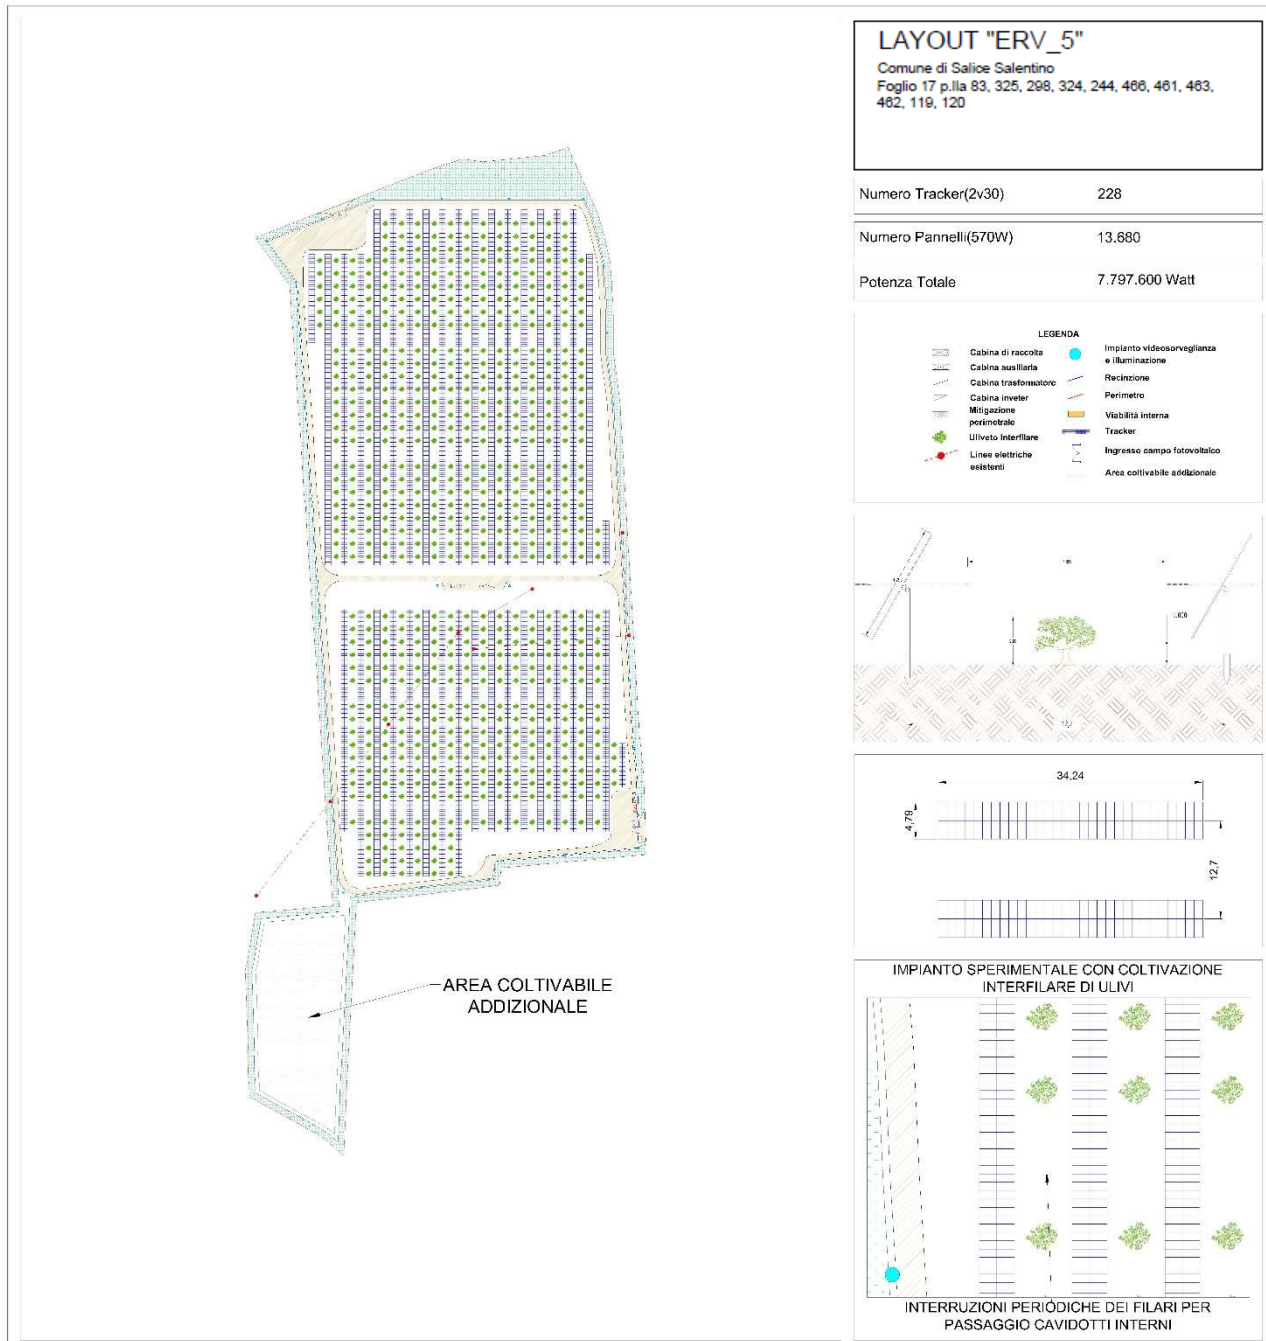 LAYOUT "ERV_5"
Comune di Salice Salentino
Foglio 17 p.lla 83, 325, 298, 324, 244, 466, 461, 463,
462, 119, 120
Numero Tracker(2v30) 228
Numero Pannelli(570W) 13.680
Potenza Totale 7.797.600 Watt
LEGENDA
Cabina di raccolta
Cabina ausiliaria
Cabina trasformatore
Cabina inveter
Mitigazione
perimetrale
Uliveto Interfilare
Linee elettriche
esistenti
Impianto videosorveglianza
e illuminazione
Recinzione
Perimetro
Viabilità interna
Tracker
Ingresso campo fotovoltaico
Area coltivabile addizionale
34,24
4,79
12,7
AREA COLTIVABILE
ADDIZIONALE
IMPIANTO SPERIMENTALE CON COLTIVAZIONE
INTERFILARE DI ULIVI
INTERRUZIONI PERIODICHE DEI FILARI PER
PASSAGGIO CAVIDOTTI INTERNI